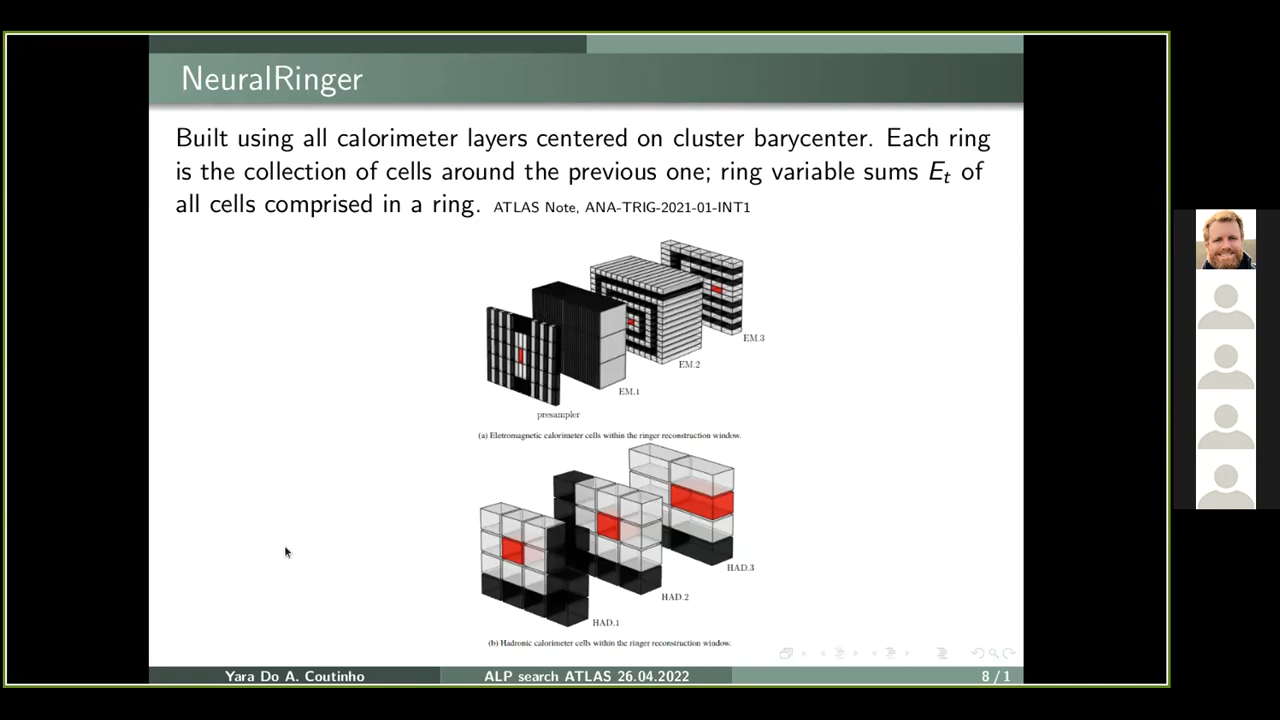 NeuralRinger
Built using all calorimeter layers centered on cluster barycenter. Each ring
is the collection of cells around the previous one; ring variable sums Et of
all cells comprised in a ring. ATLAS Note, ANA-TRIG-2021-01-INT1
EM.3
EM.2
EM.1
presampler
(a) Eletromagnetic calorimeter cells within the ringer reconstruction window.
HAD.3
HAD.2
HAD.1
(b) Hadronic calorimeter cells within the ringer reconstruction window.
Yara Do A. Coutinho ALP search ATLAS 26.04.2022 8 / 1